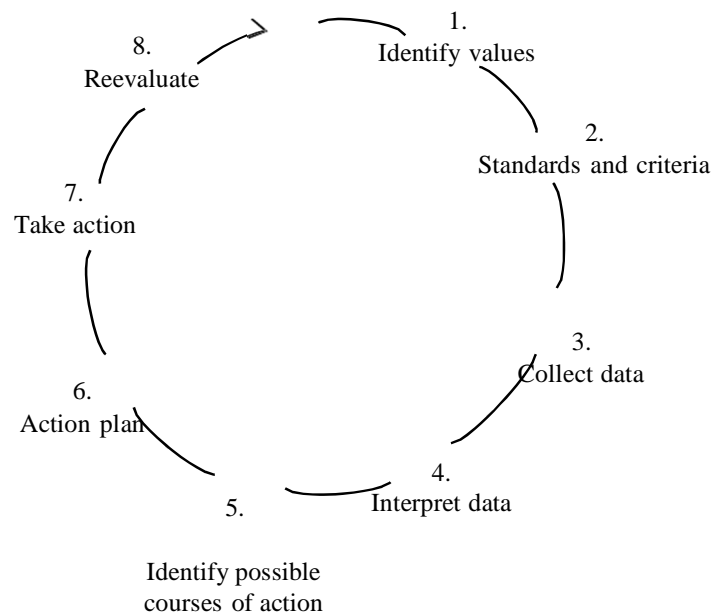 1.
Identify values
2.
Standards and criteria
3.
Collect data
4.
Interpret data
5.
Identify possible
courses of action
6.
Action plan
7.
Take action
8.
Reevaluate